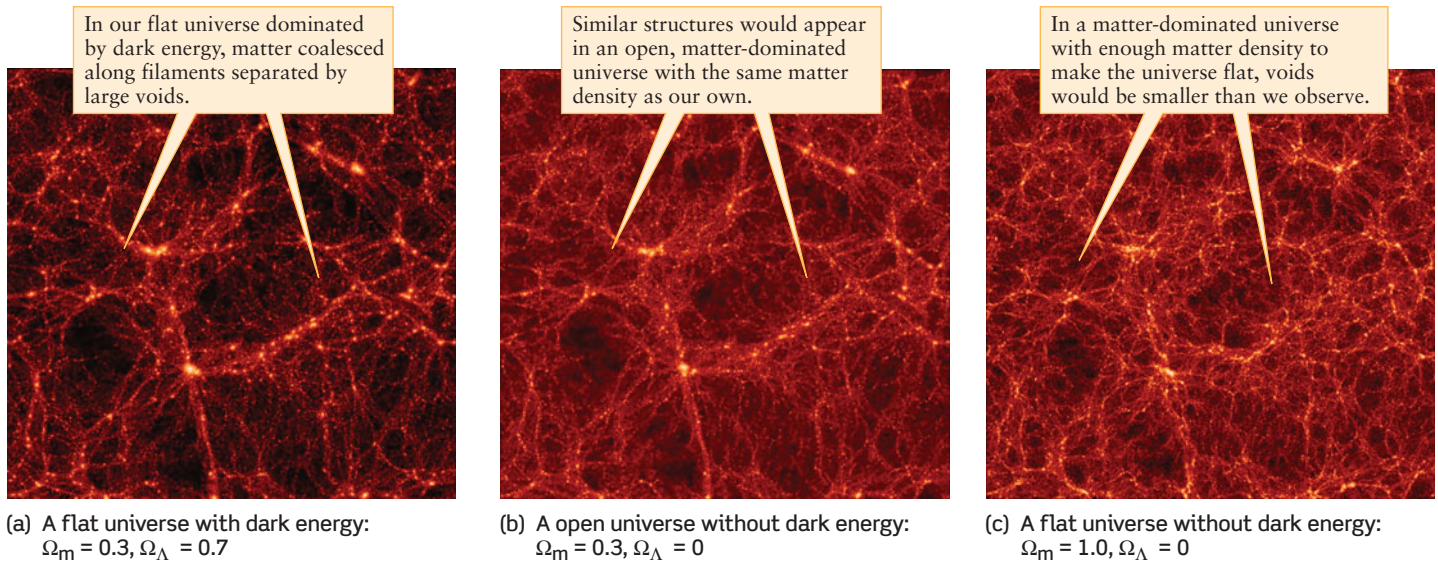 In our flat universe dominated
by dark energy, matter coalesced
along filaments separated by
large voids.
Similar structures would appear
in an open, matter-dominated
universe with the same matter
density as our own.
In a matter-dominated universe
with enough matter density to
make the universe flat, voids
would be smaller than we observe.
(a) A flat universe with dark energy:
Ωm = 0.3, ΩΛ = 0.7
(b) A open universe without dark energy:
Ωm = 0.3, ΩΛ = 0
(c) A flat universe without dark energy:
Ωm = 1.0, ΩΛ = 0